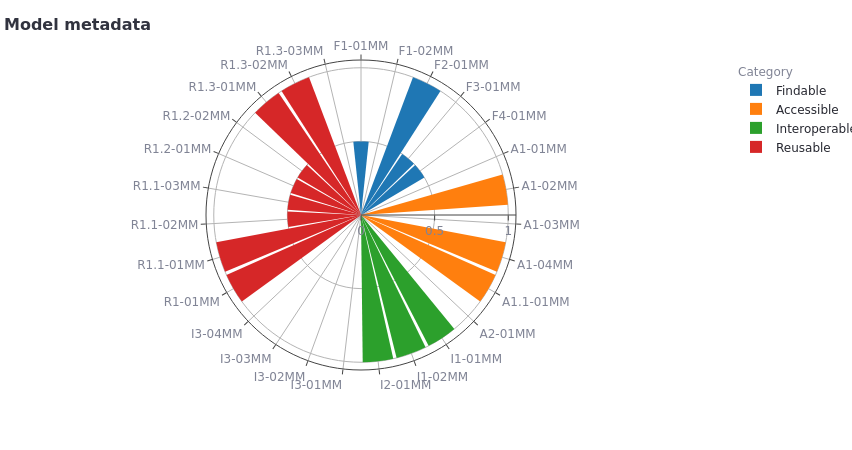 Model metadata
F1-01MM
F1-02MM
F2-01MM
F3-01MM
F4-01MM
A1-01MM
A1-02MM
A1-03MM
A1-04MM
A1.1-01MM
A2-01MM
I1-01MM
I1-02MM
I2-01MM
I3-01MM
I3-02MM
I3-03MM
I3-04MM
R1-01MM
R1.1-01MM
R1.1-02MM
R1.1-03MM
R1.2-01MM
R1.2-02MM
R1.3-01MM
R1.3-02MM
R1.3-03MM
0
0.5
1
Category
Findable
Accessible
Interoperable
Reusable